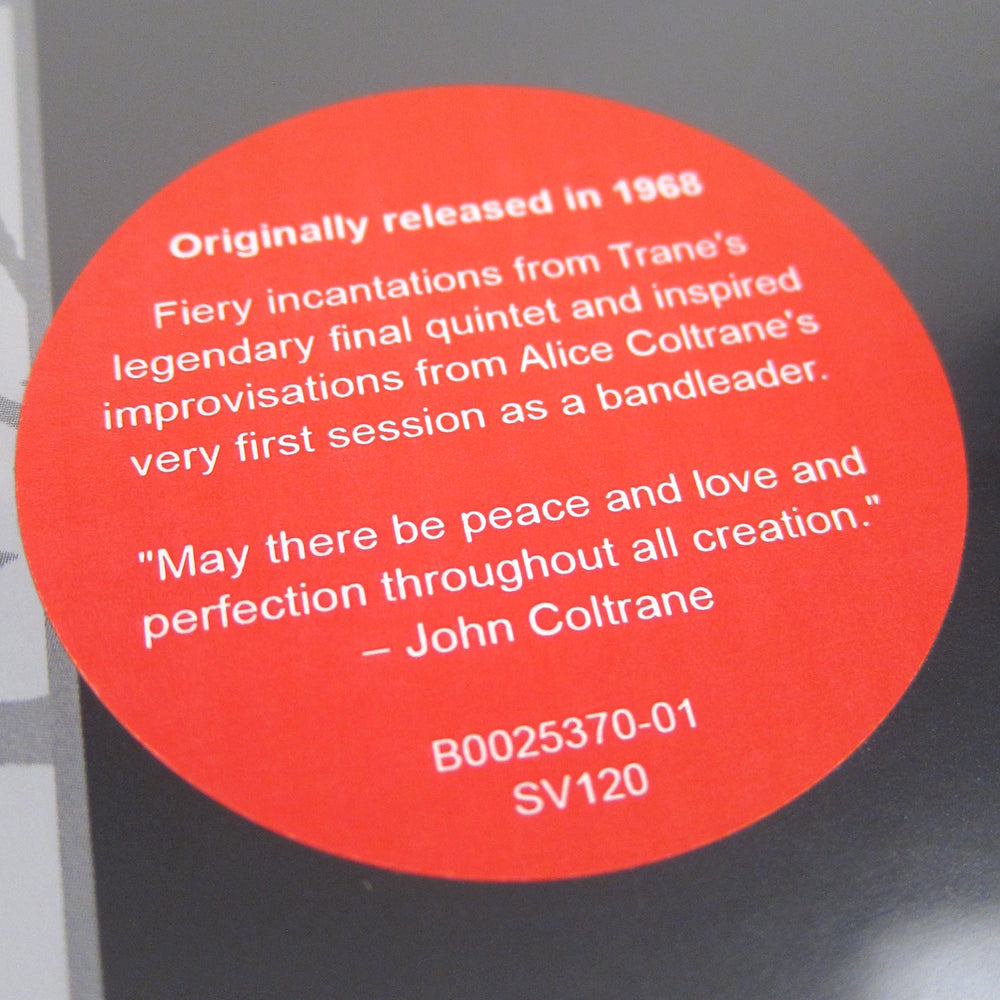 Originally released in 1968
Fiery incantations from Trane's
legendary final quintet and inspired
improvisations from Alice Coltrane's
very first session as a bandleader.
"May there be peace and love and
perfection throughout all creation."
– John Coltrane
B0025370-01
SV120